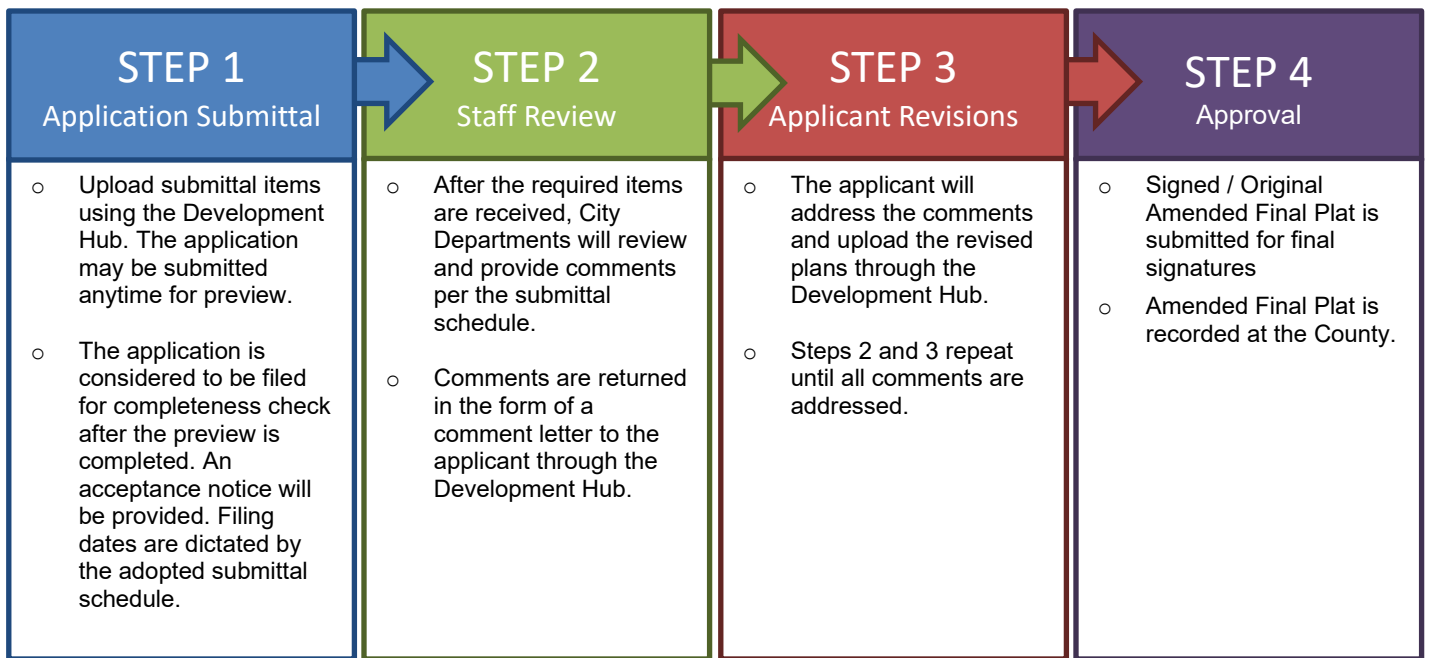 STEP 1
Application Submittal
○ Upload submittal items
using the Development
Hub. The application
may be submitted
anytime for preview.
○ The application is
considered to be filed
for completeness check
after the preview is
completed. An
acceptance notice will
be provided. Filing
dates are dictated by
the adopted submittal
schedule.
STEP 2
Staff Review
○ After the required items
are received, City
Departments will review
and provide comments
per the submittal
schedule.
○ Comments are returned
in the form of a
comment letter to the
applicant through the
Development Hub.
STEP 3
Applicant Revisions
○ The applicant will
address the comments
and upload the revised
plans through the
Development Hub.
○ Steps 2 and 3 repeat
until all comments are
addressed.
STEP 4
Approval
○ Signed / Original
Amended Final Plat is
submitted for final
signatures
○ Amended Final Plat is
recorded at the County.